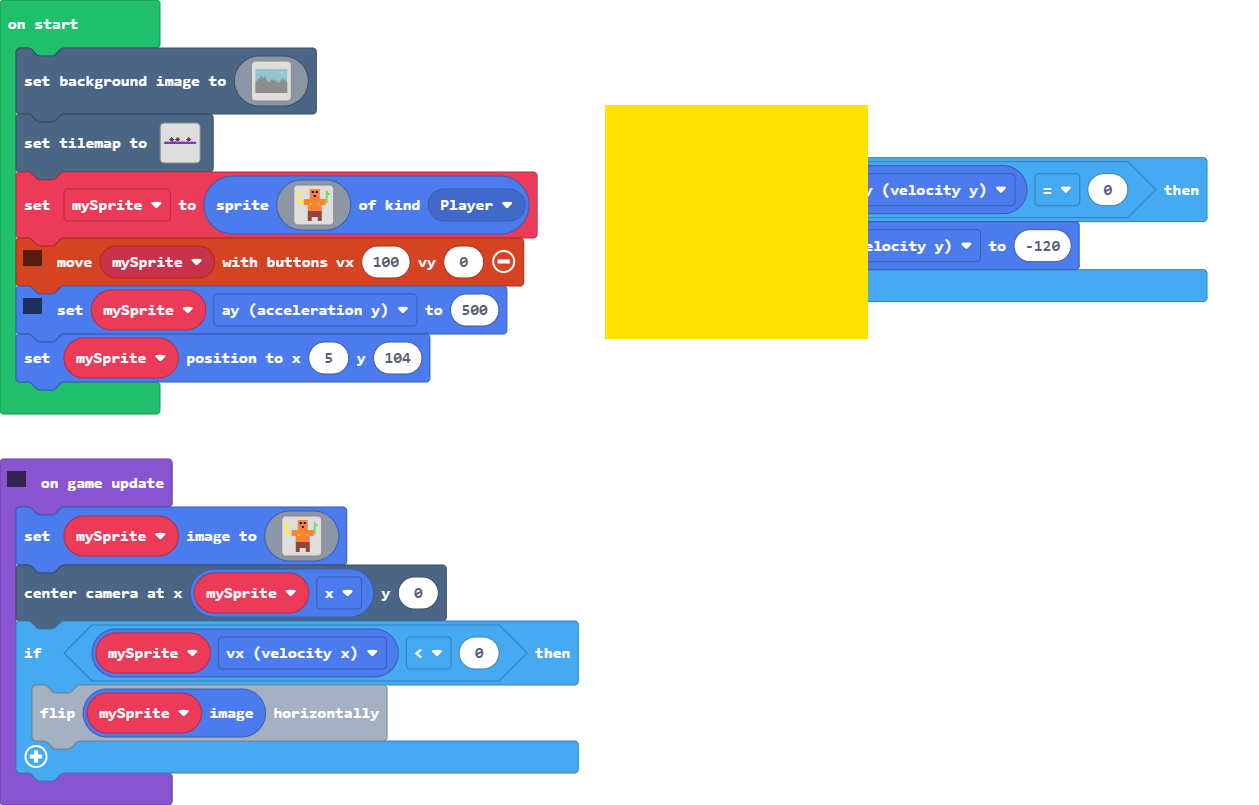 on start
set background image to
set tilemap to
set mySprite to sprite of kind Player
move mySprite with buttons vx 100 vy 0
set mySprite ay (acceleration y) to 500
set mySprite position to x 5 y 104
(velocity y) = 0 then
y) to -120
on game update
set mySprite image to
center camera at x mySprite x y 0
if mySprite vx (velocity x) < 0 then
flip mySprite image horizontally